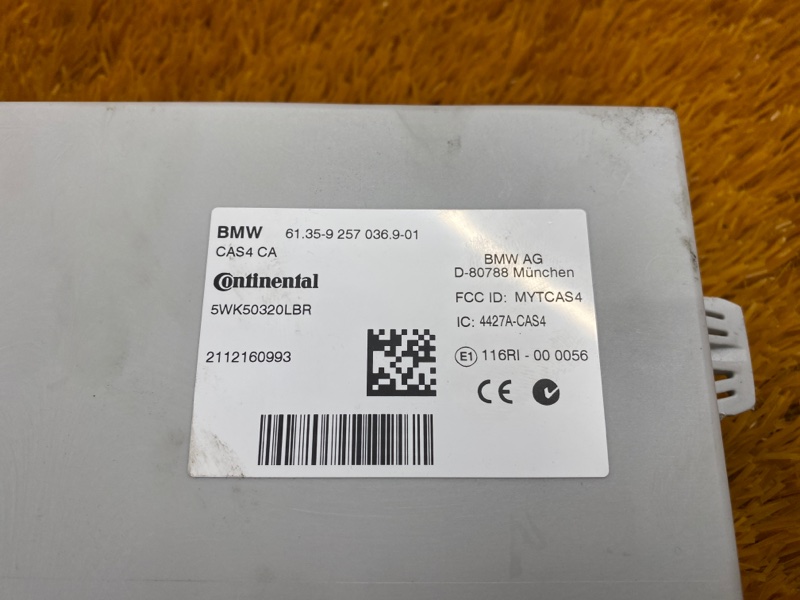 BMW 61.35-9 257 036.9-01
CAS4 CA
BMW AG
D-80788 München
Continental
FCC ID: MYTCAS4
5WK50320LBR
IC: 4427A-CAS4
2112160993
E1 116RI - 00 0056
CE